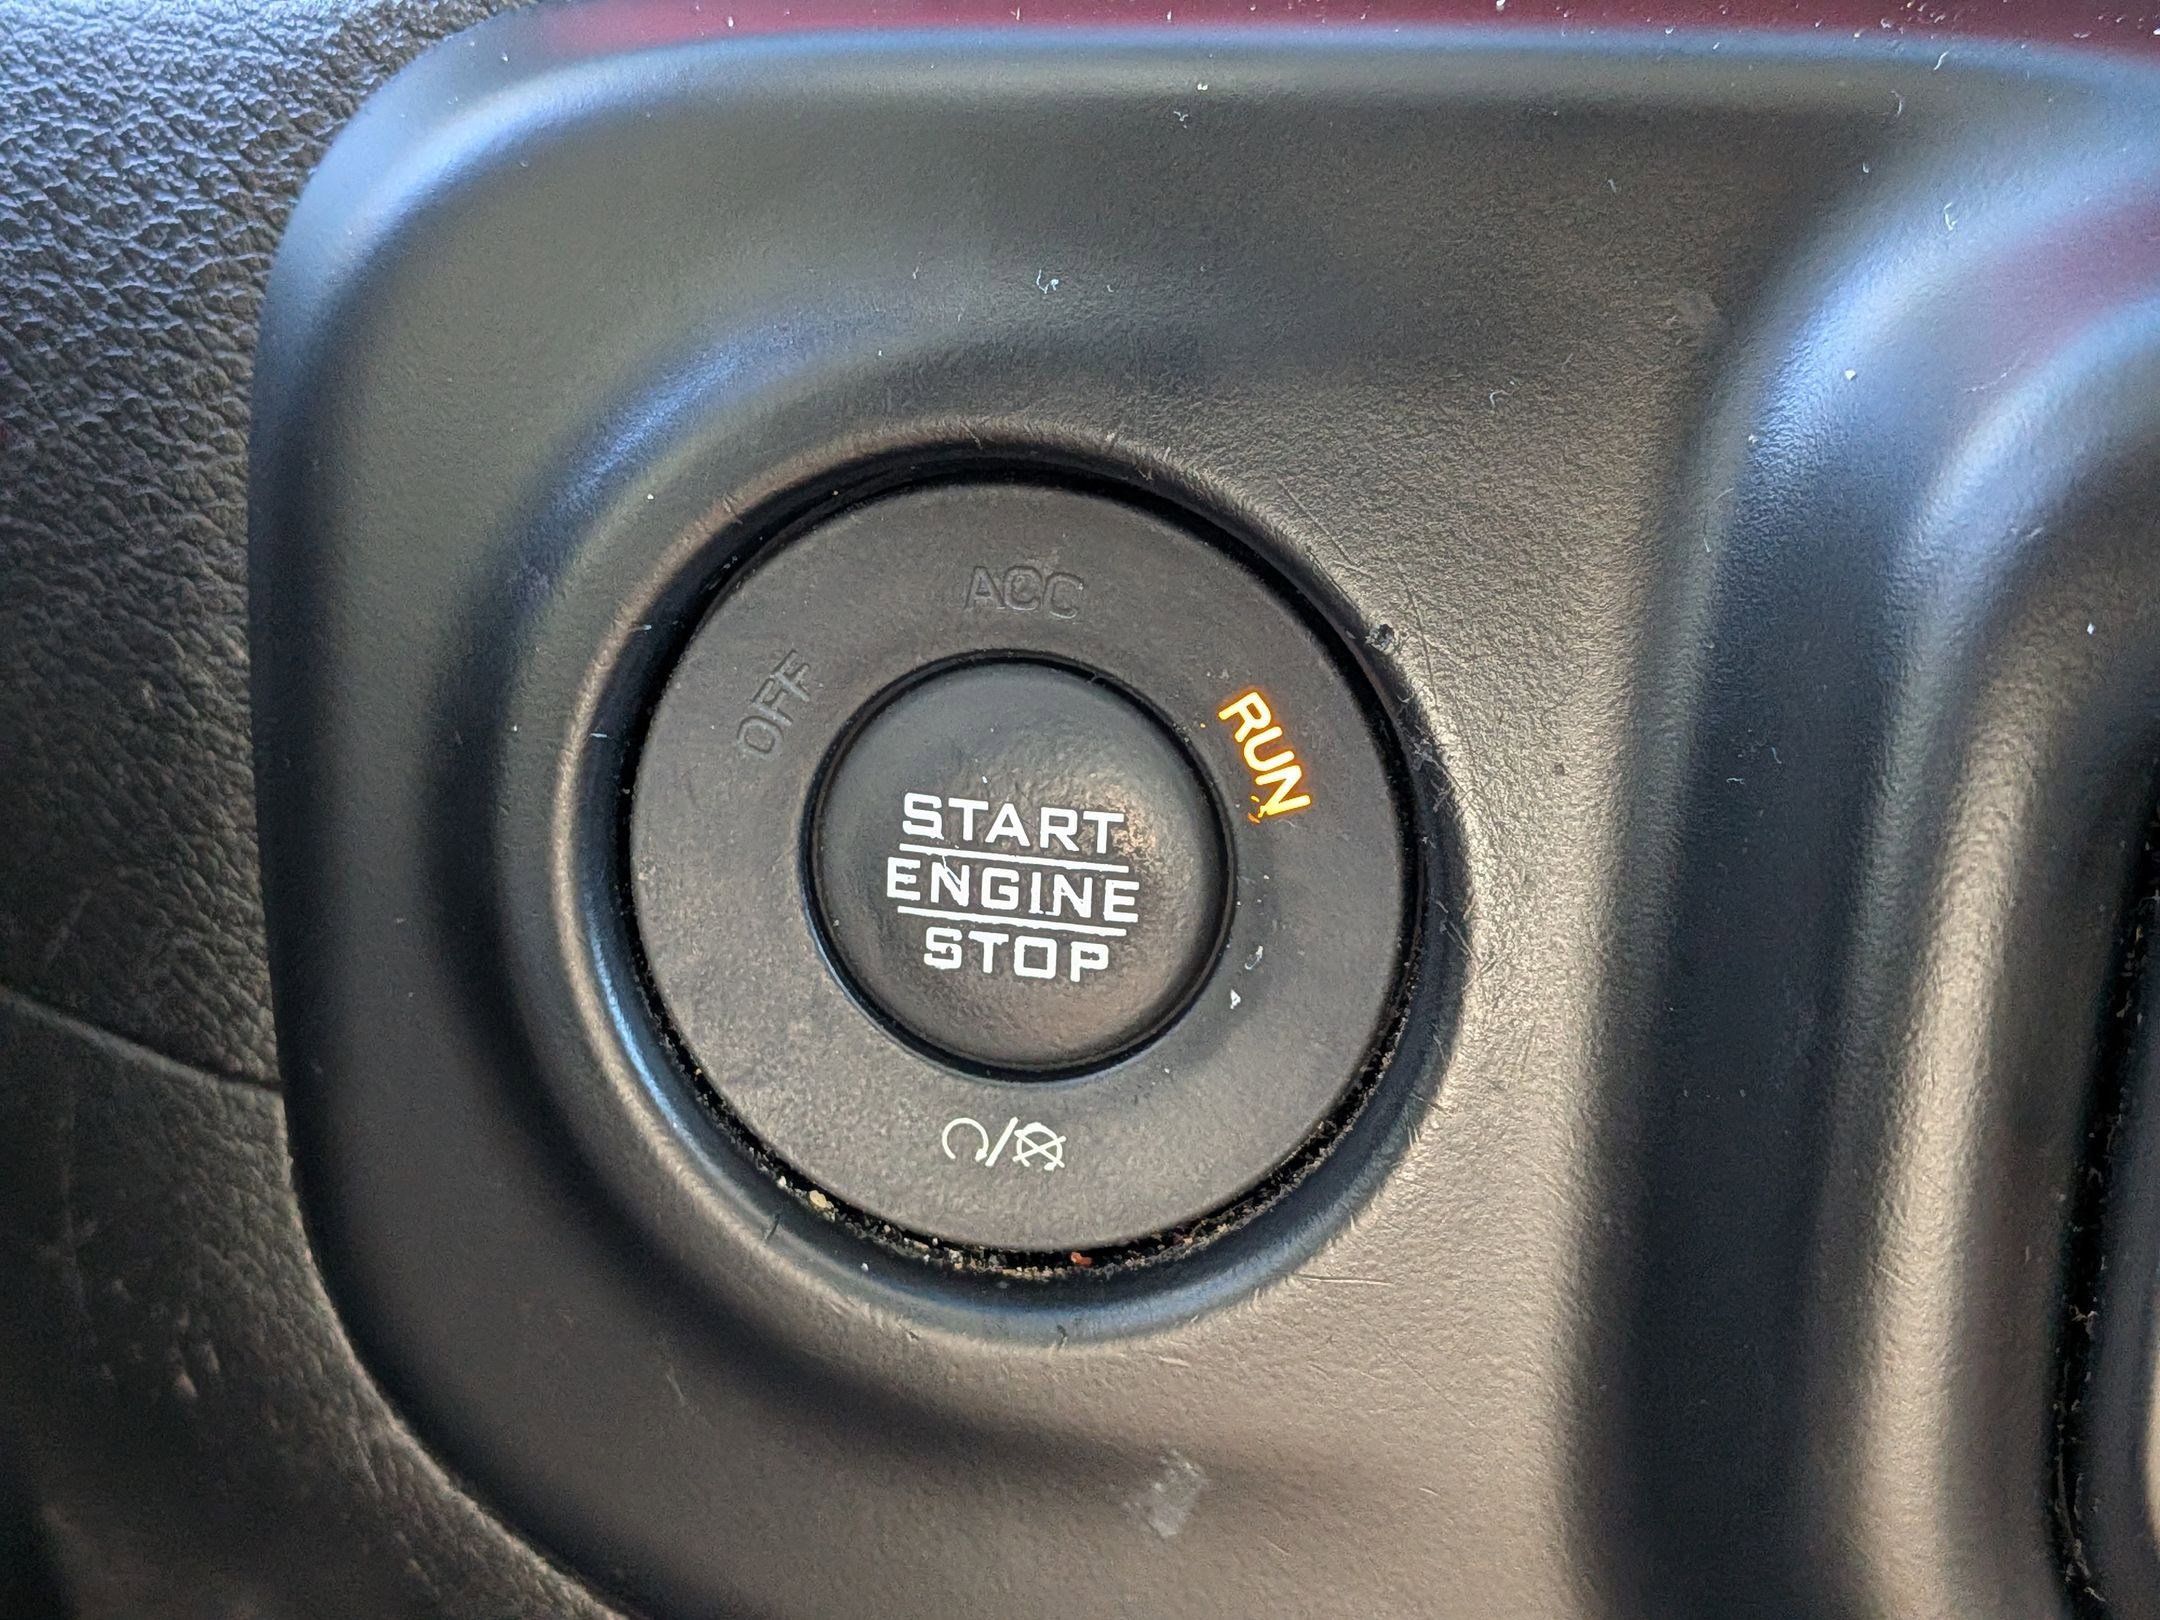 ACC
OFF
RUN
START
ENGINE
STOP